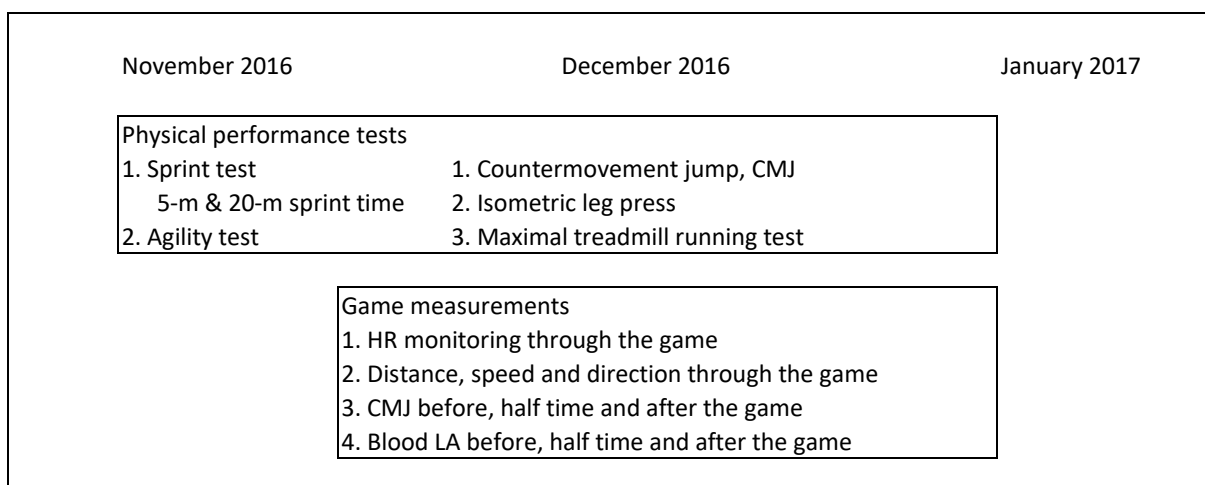 November 2016 December 2016 January 2017
Physical performance tests
1. Sprint test 1. Countermovement jump, CMJ
5-m & 20-m sprint time 2. Isometric leg press
2. Agility test 3. Maximal treadmill running test
Game measurements
1. HR monitoring through the game
2. Distance, speed and direction through the game
3. CMJ before, half time and after the game
4. Blood LA before, half time and after the game